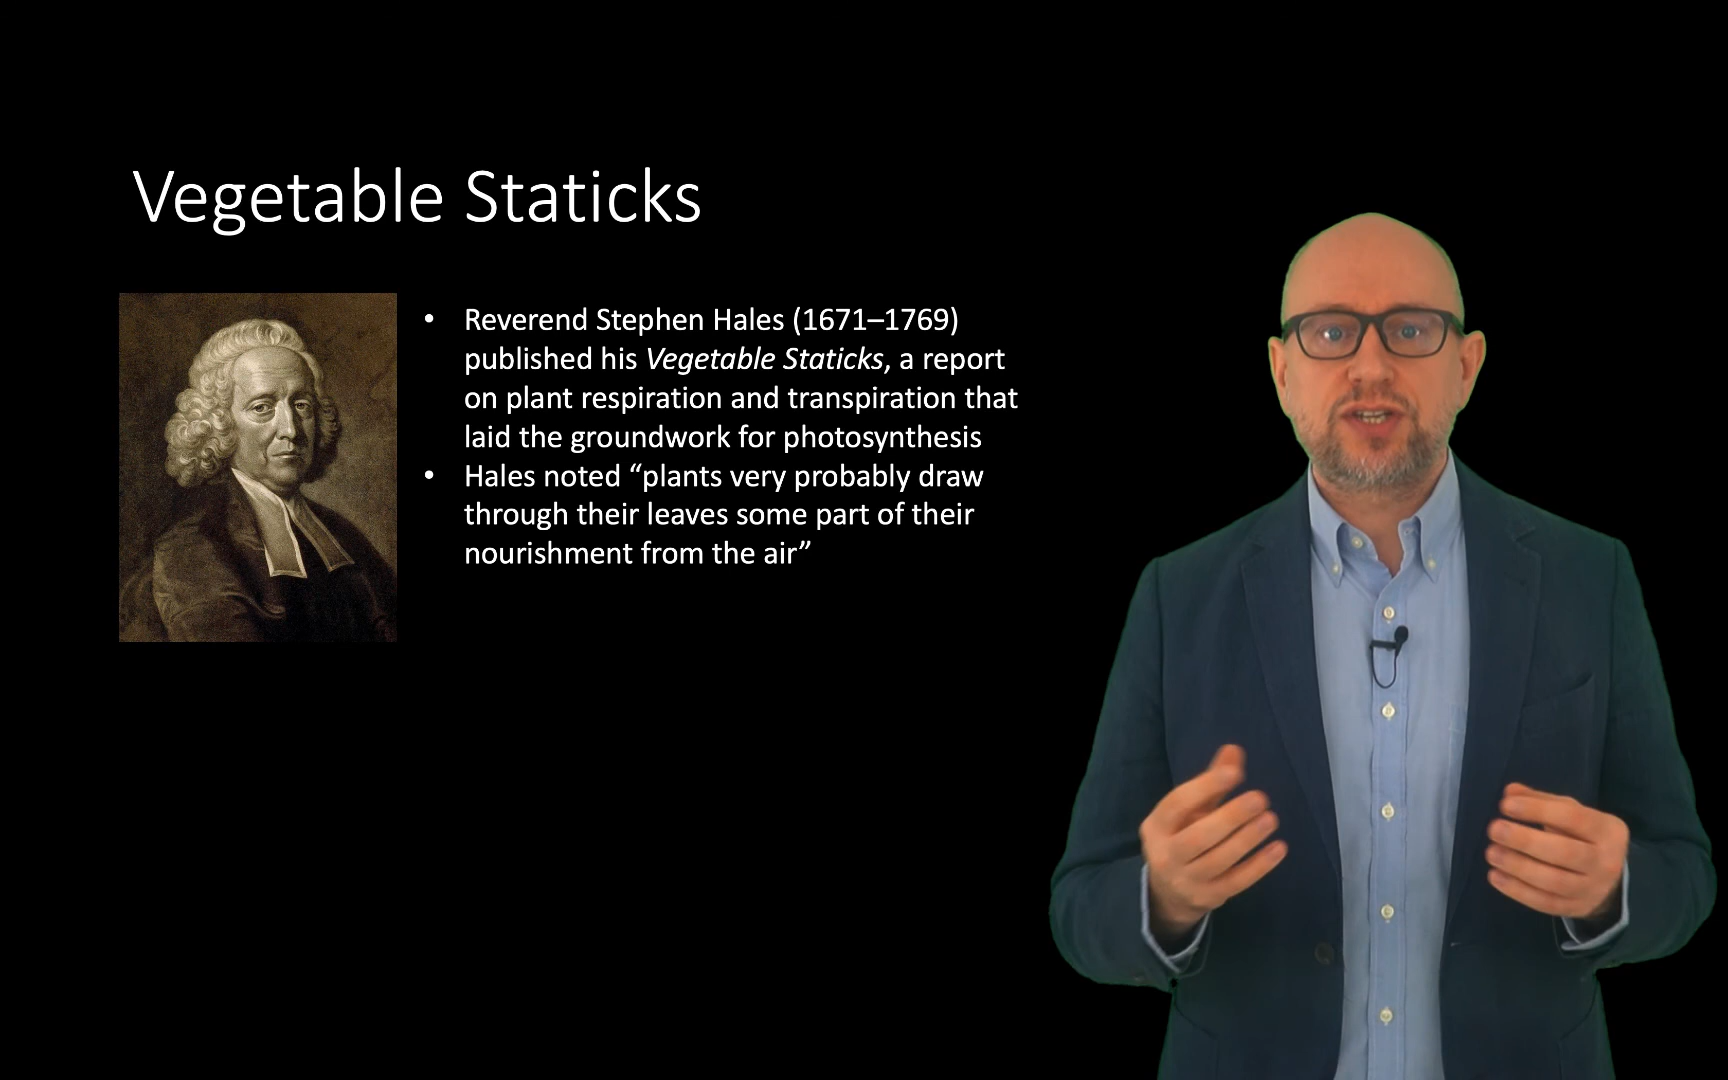 Vegetable Staticks
• Reverend Stephen Hales (1671–1769)
published his Vegetable Staticks, a report
on plant respiration and transpiration that
laid the groundwork for photosynthesis
• Hales noted “plants very probably draw
through their leaves some part of their
nourishment from the air”